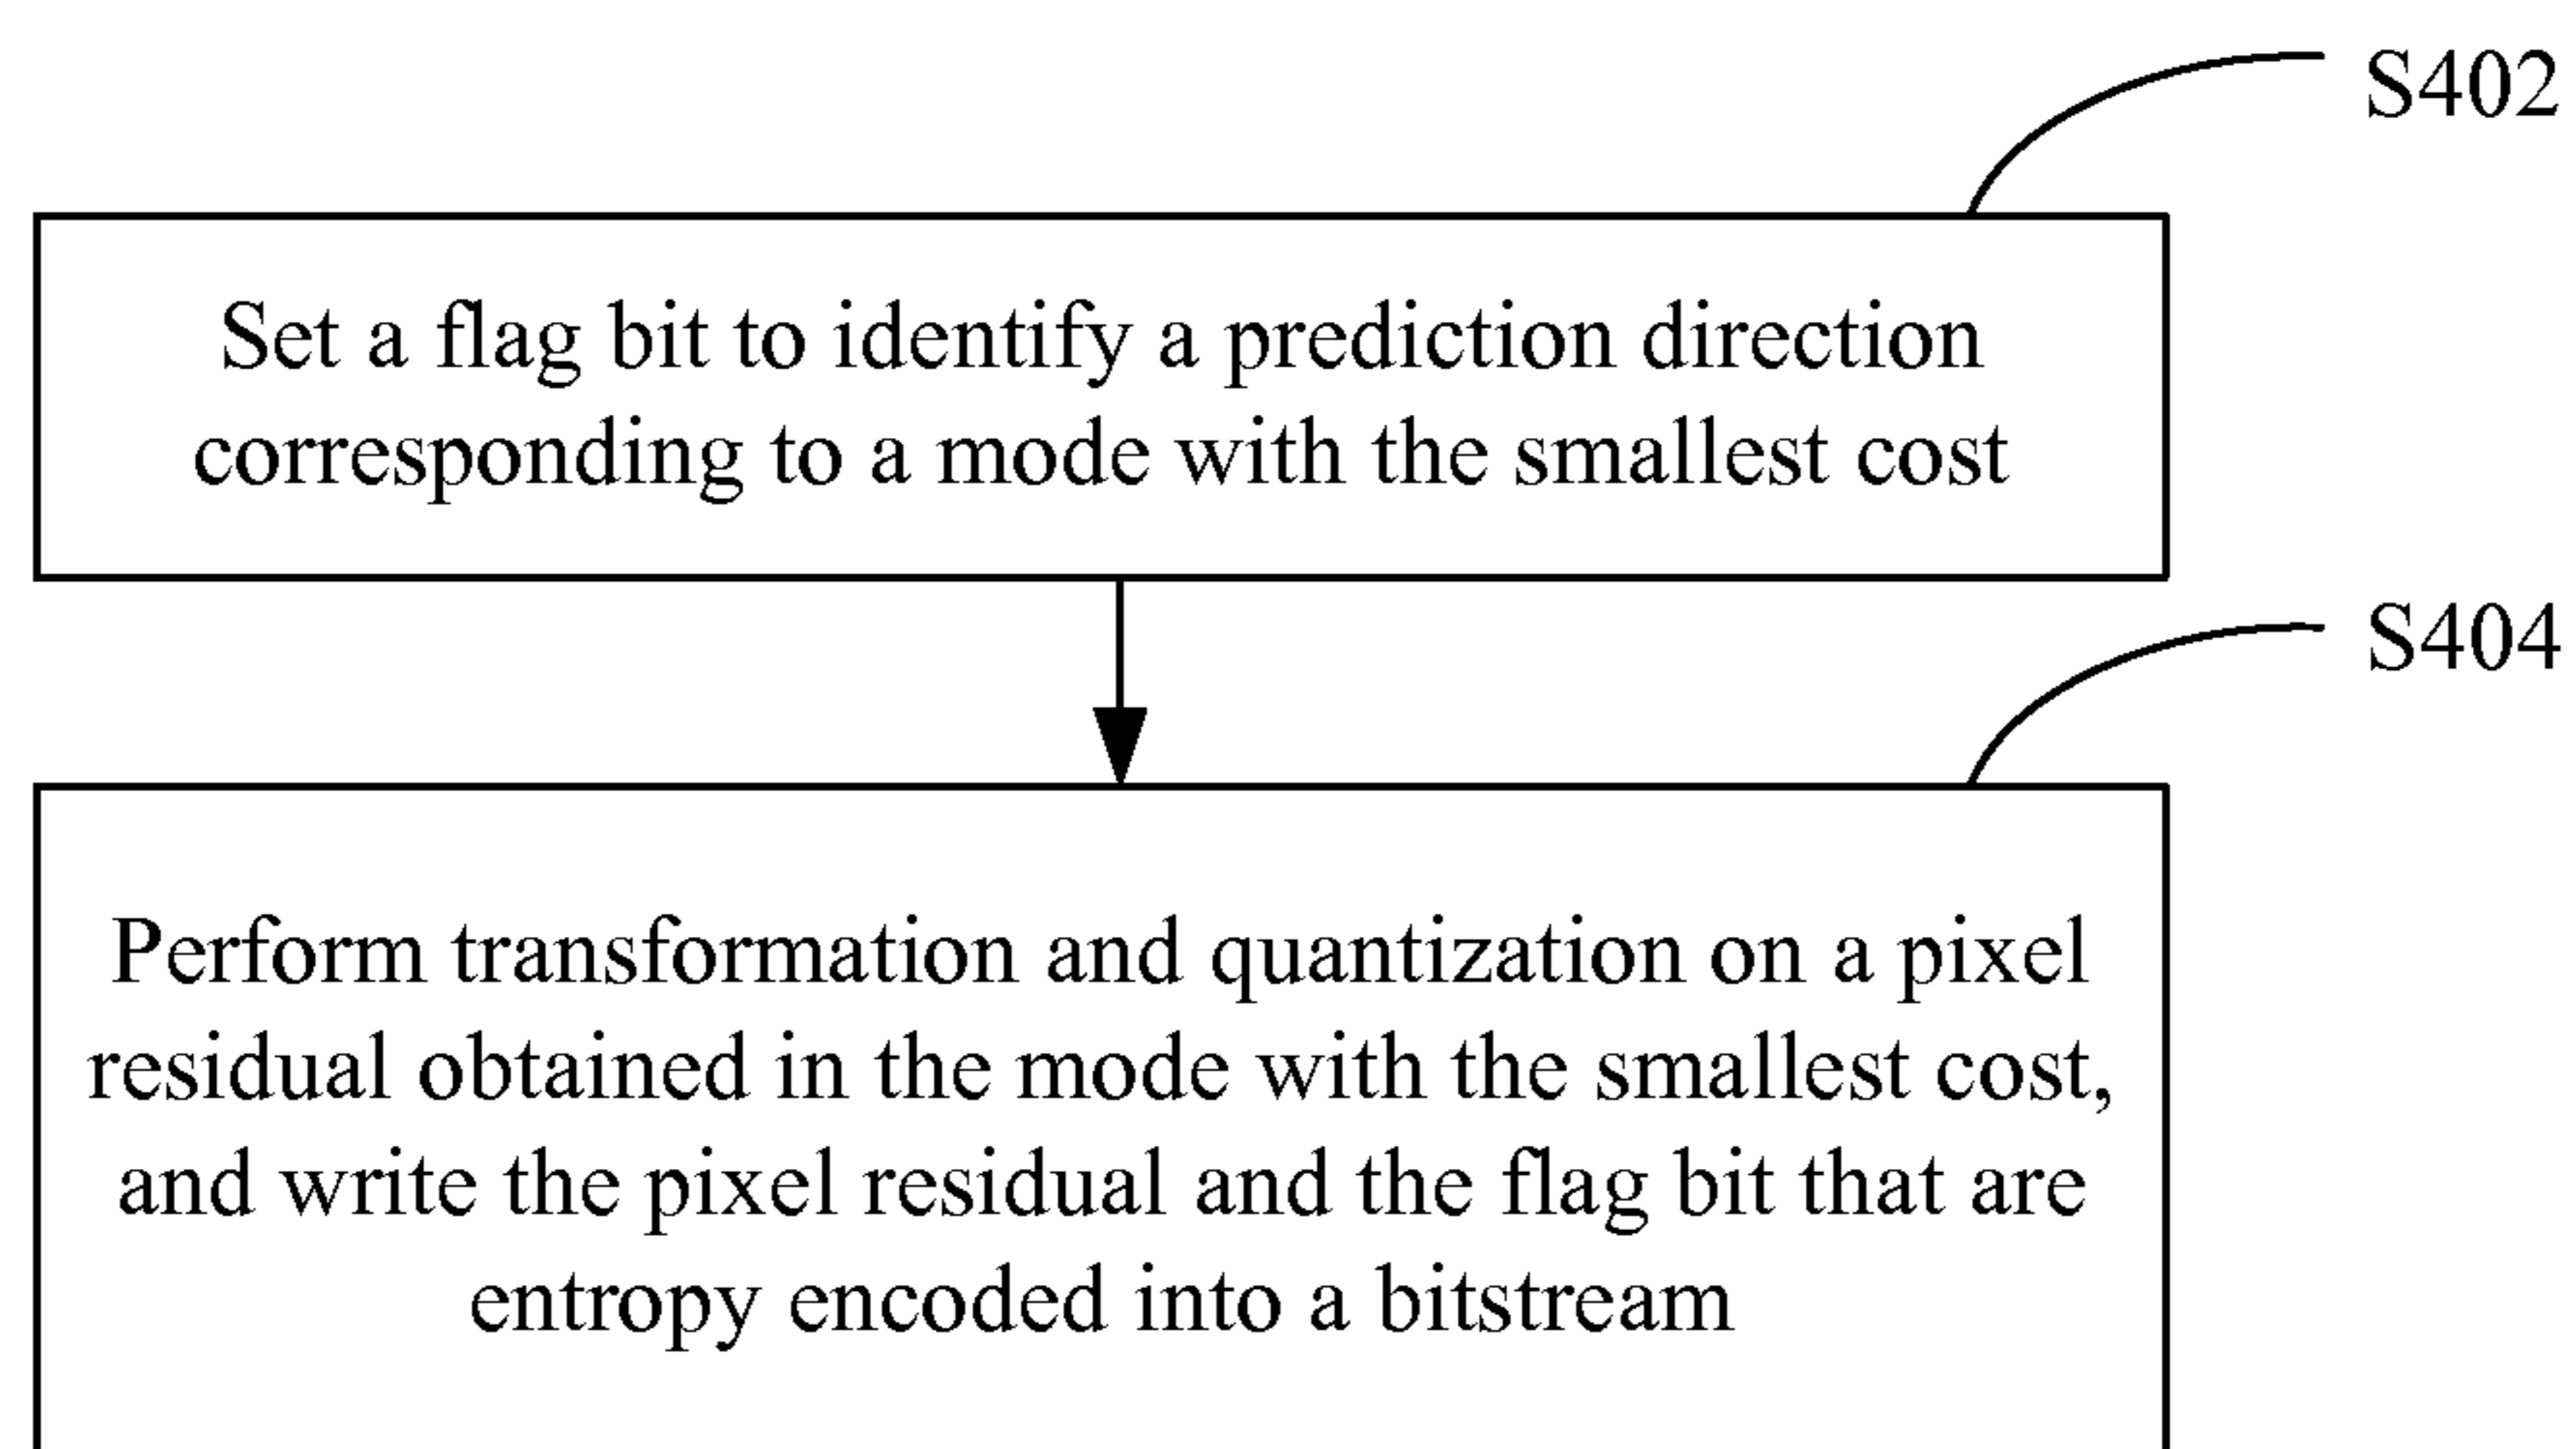 S402
Set a flag bit to identify a prediction direction
corresponding to a mode with the smallest cost
S404
Perform transformation and quantization on a pixel
residual obtained in the mode with the smallest cost,
and write the pixel residual and the flag bit that are
entropy encoded into a bitstream